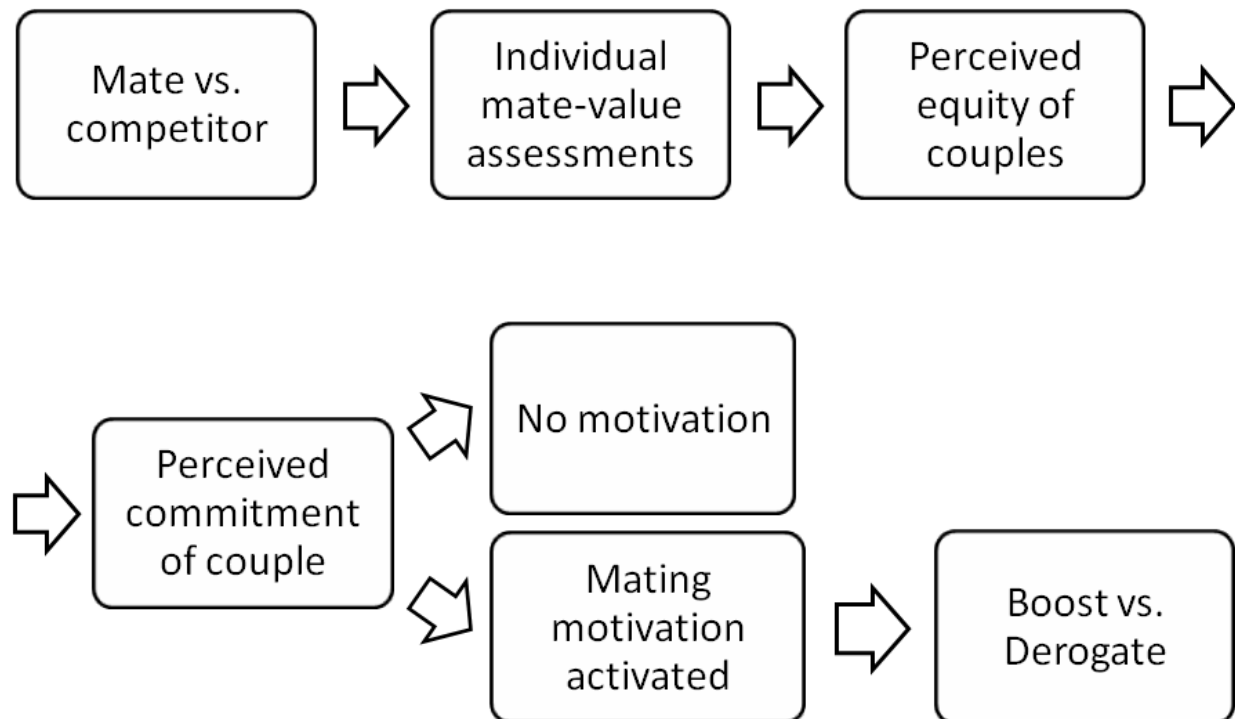 Mate vs.
competitor
Individual
mate-value
assessments
Perceived
equity of
couples
Perceived
commitment
of couple
No motivation
Mating
motivation
activated
Boost vs.
Derogate